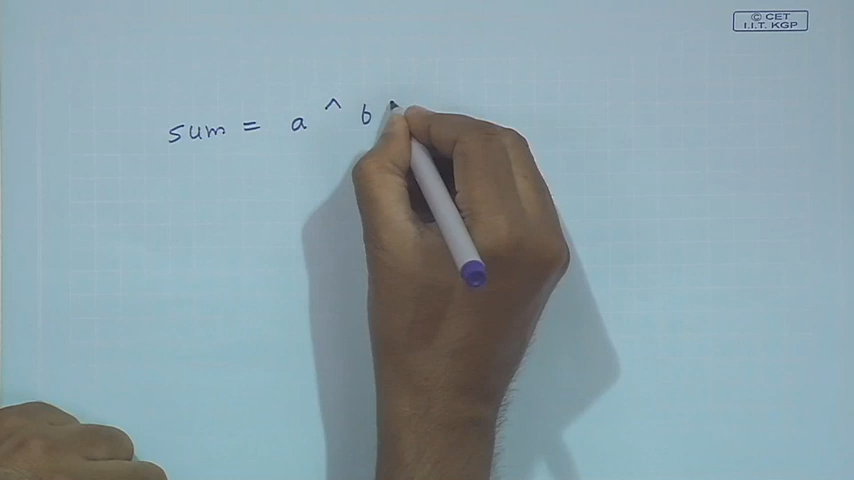 © CET
I.I.T. KGP
sum = a ^ b ^